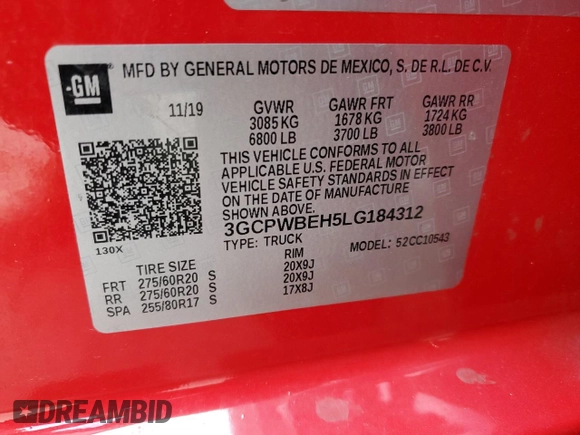 GM
MFD BY GENERAL MOTORS DE MEXICO, S. DE R.L. DE C.V.
11/19 GVWR GAWR FRT GAWR RR
3085 KG 1678 KG 1724 KG
6800 LB 3700 LB 3800 LB
THIS VEHICLE CONFORMS TO ALL
APPLICABLE U.S. FEDERAL MOTOR
VEHICLE SAFETY STANDARDS IN EFFECT
ON THE DATE OF MANUFACTURE
3GCPWBEH5LG184312
130X TYPE: TRUCK MODEL: 52CC10543
TIRE SIZE RIM
FRT 275/60R20 S 20X9J
RR 275/60R20 S 20X9J
SPA 255/80R17 S 17X8J
DREAMBID